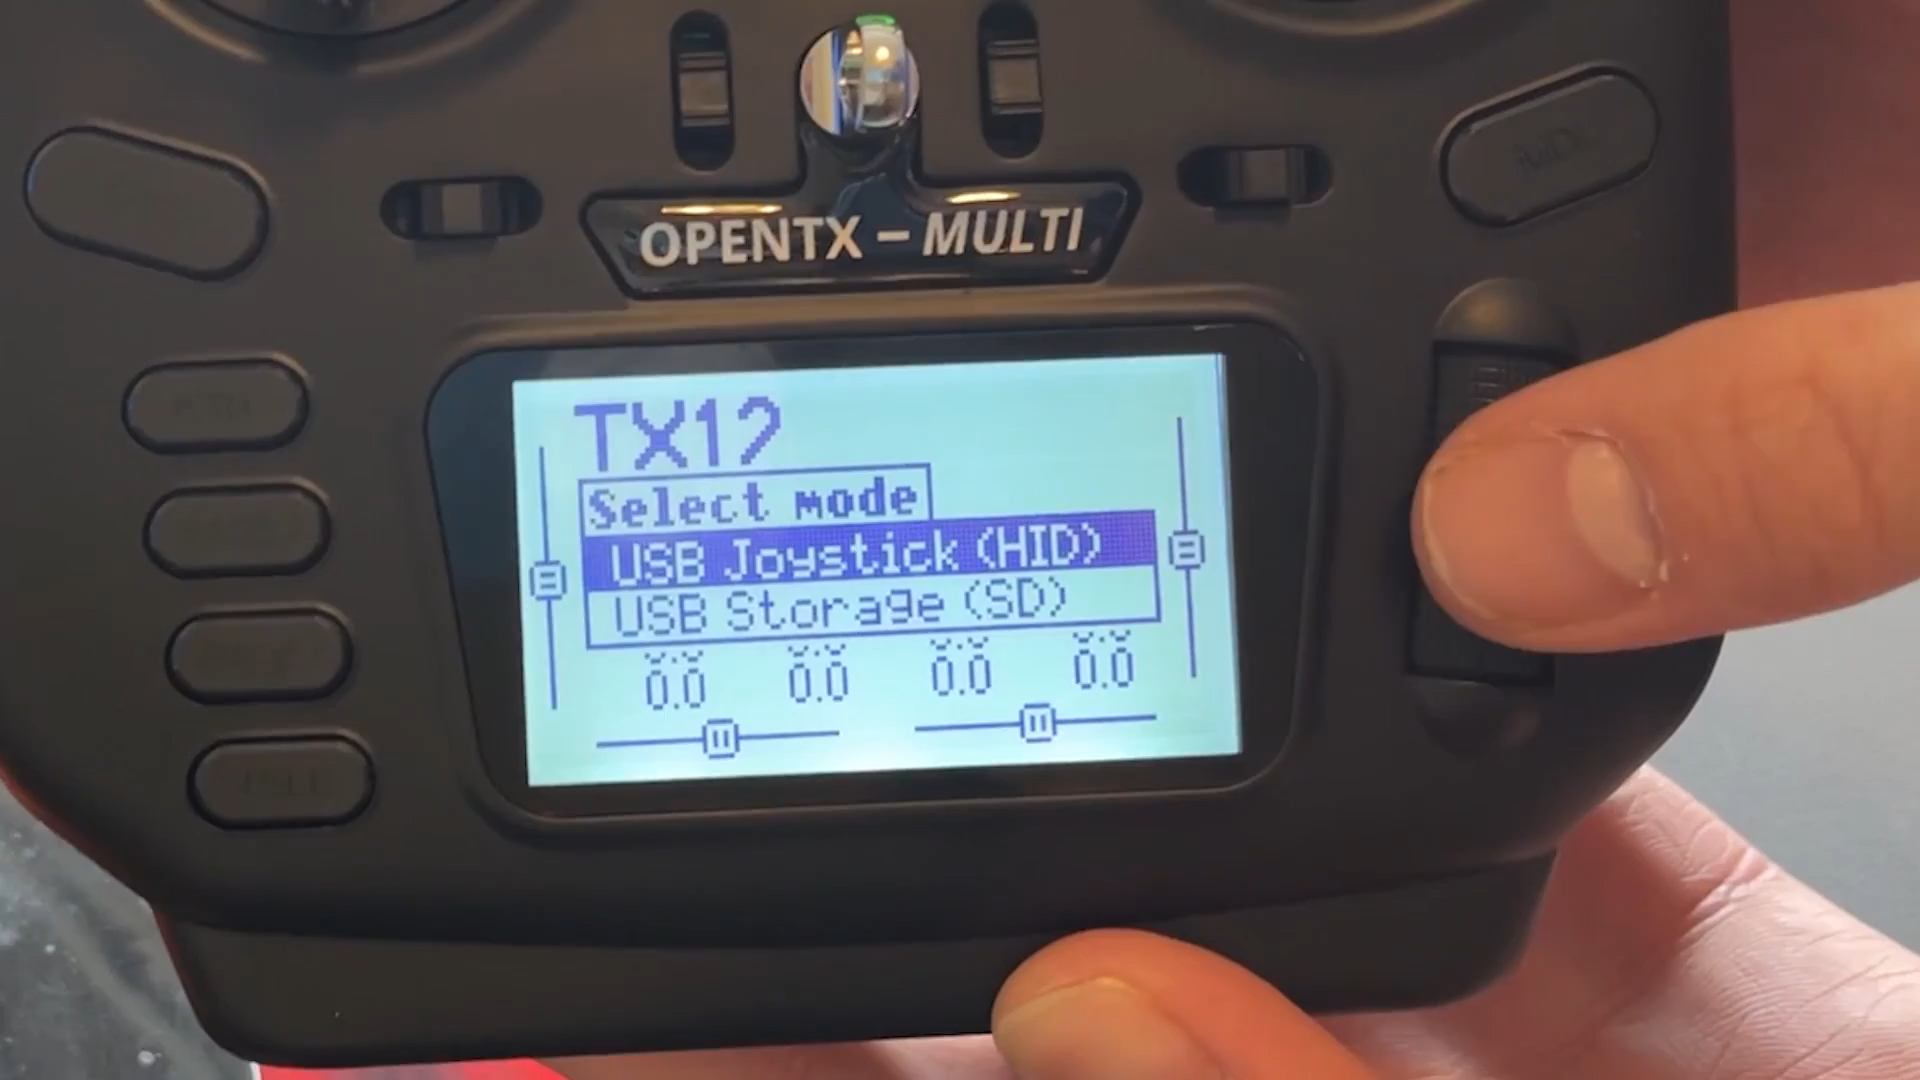 OPENTX – MULTI
TX12
Select mode
USB Joystick (HID)
USB Storage (SD)
0.0 0.0 0.0 0.0